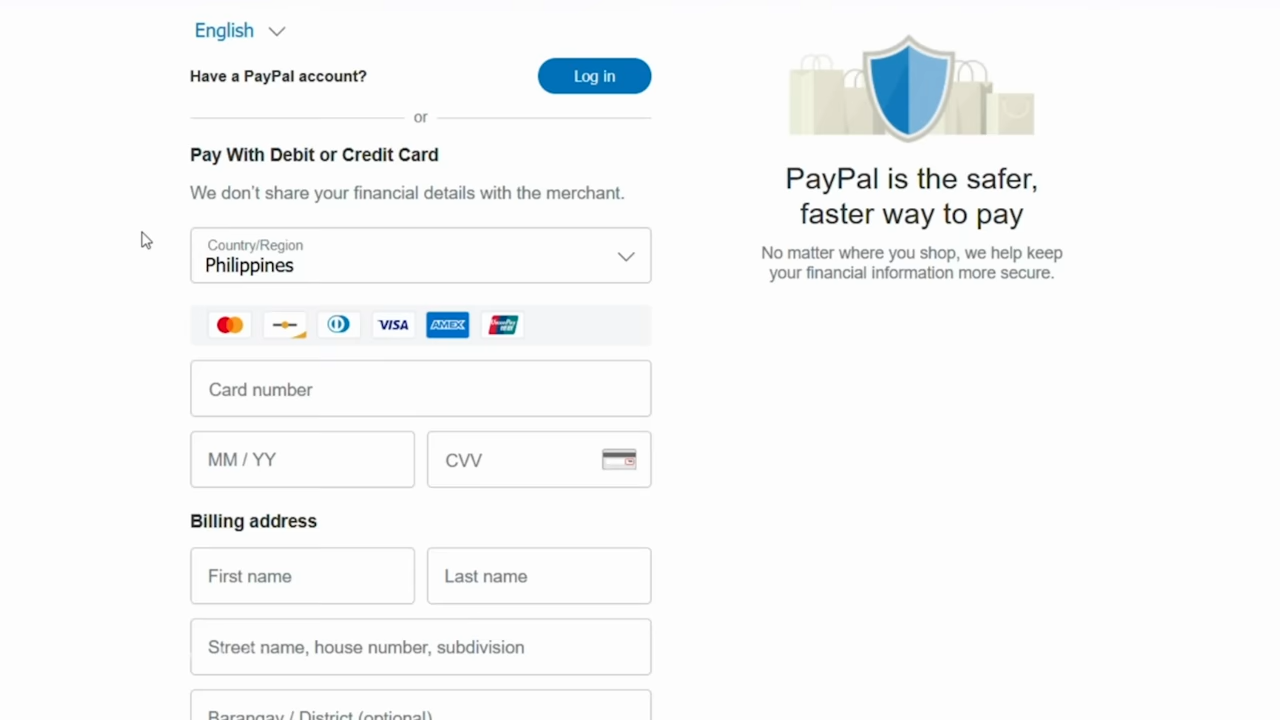 English
Have a PayPal account?
Log in
or
Pay With Debit or Credit Card
We don't share your financial details with the merchant.
Country/Region
Philippines
VISA
AMEX
Card number
MM / YY
CVV
Billing address
First name
Last name
Street name, house number, subdivision
Barangay / District (optional)
PayPal is the safer,
faster way to pay
No matter where you shop, we help keep
your financial information more secure.